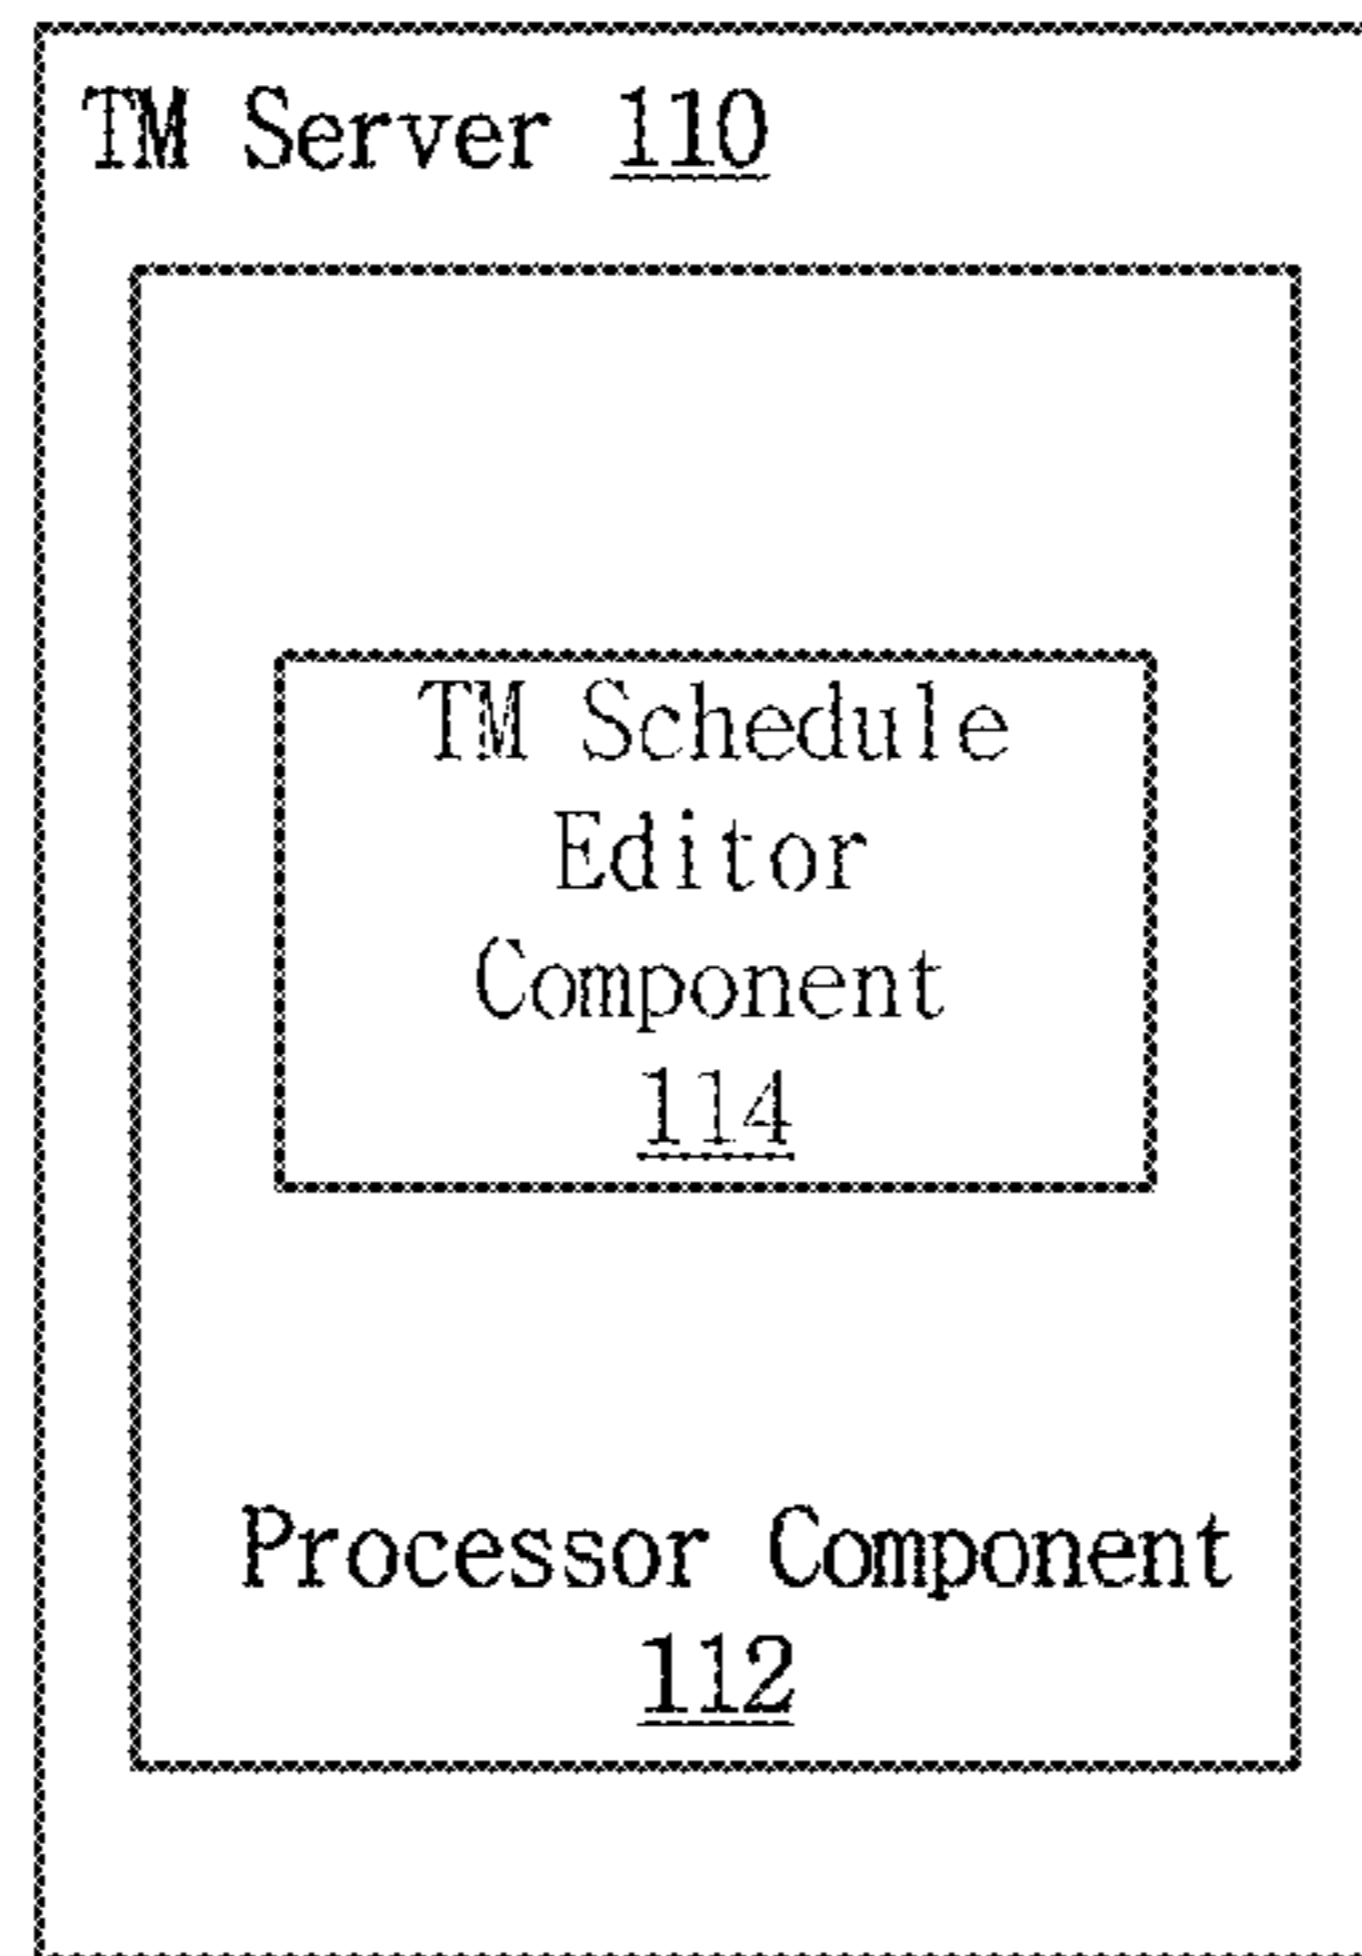 TM Server 110
TM Schedule
Editor
Component
114
Processor Component
112